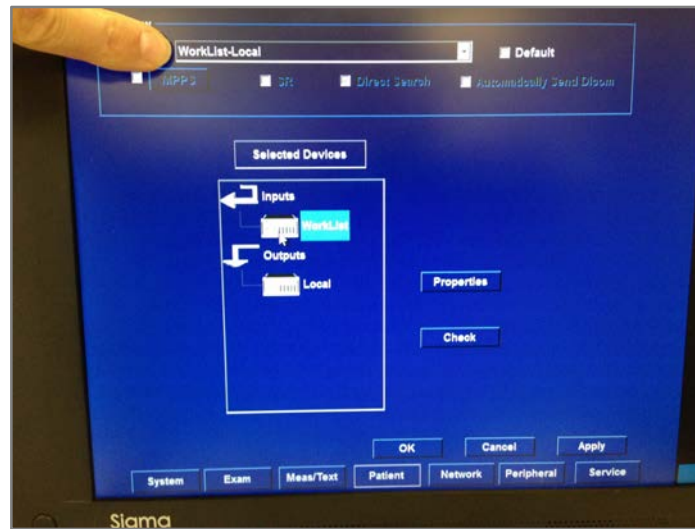 WorkList-Local
Default
MPPS
SR
Direct Search
Automatically Send Dicom
Selected Devices
Inputs
WorkList
Outputs
Local
Properties
Check
OK Cancel Apply
System Exam Meas/Text Patient Network Peripheral Service
Sigma